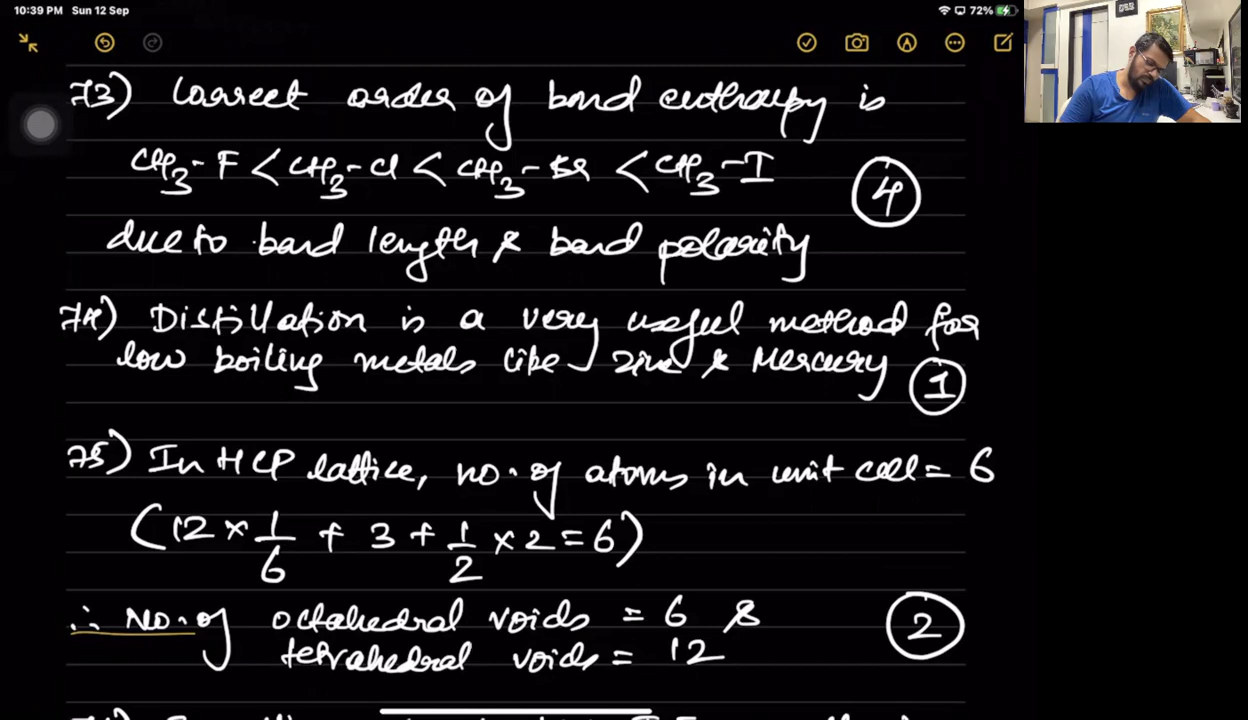 10:39 PM Sun 12 Sep
72%
73) Correct order of bond enthalpy is
CH3-F < CH3-Cl < CH3-Br < CH3-I
4
due to bond length & bond polarity
74) Distillation is a very useful method for
low boiling metals like zinc & Mercury
1
75) In HCP lattice, no. of atoms in unit cell = 6
(12 × 1/6 + 3 + 1/2 × 2 = 6)
∴ No. of octahedral voids = 6 &
tetrahedral voids = 12
2